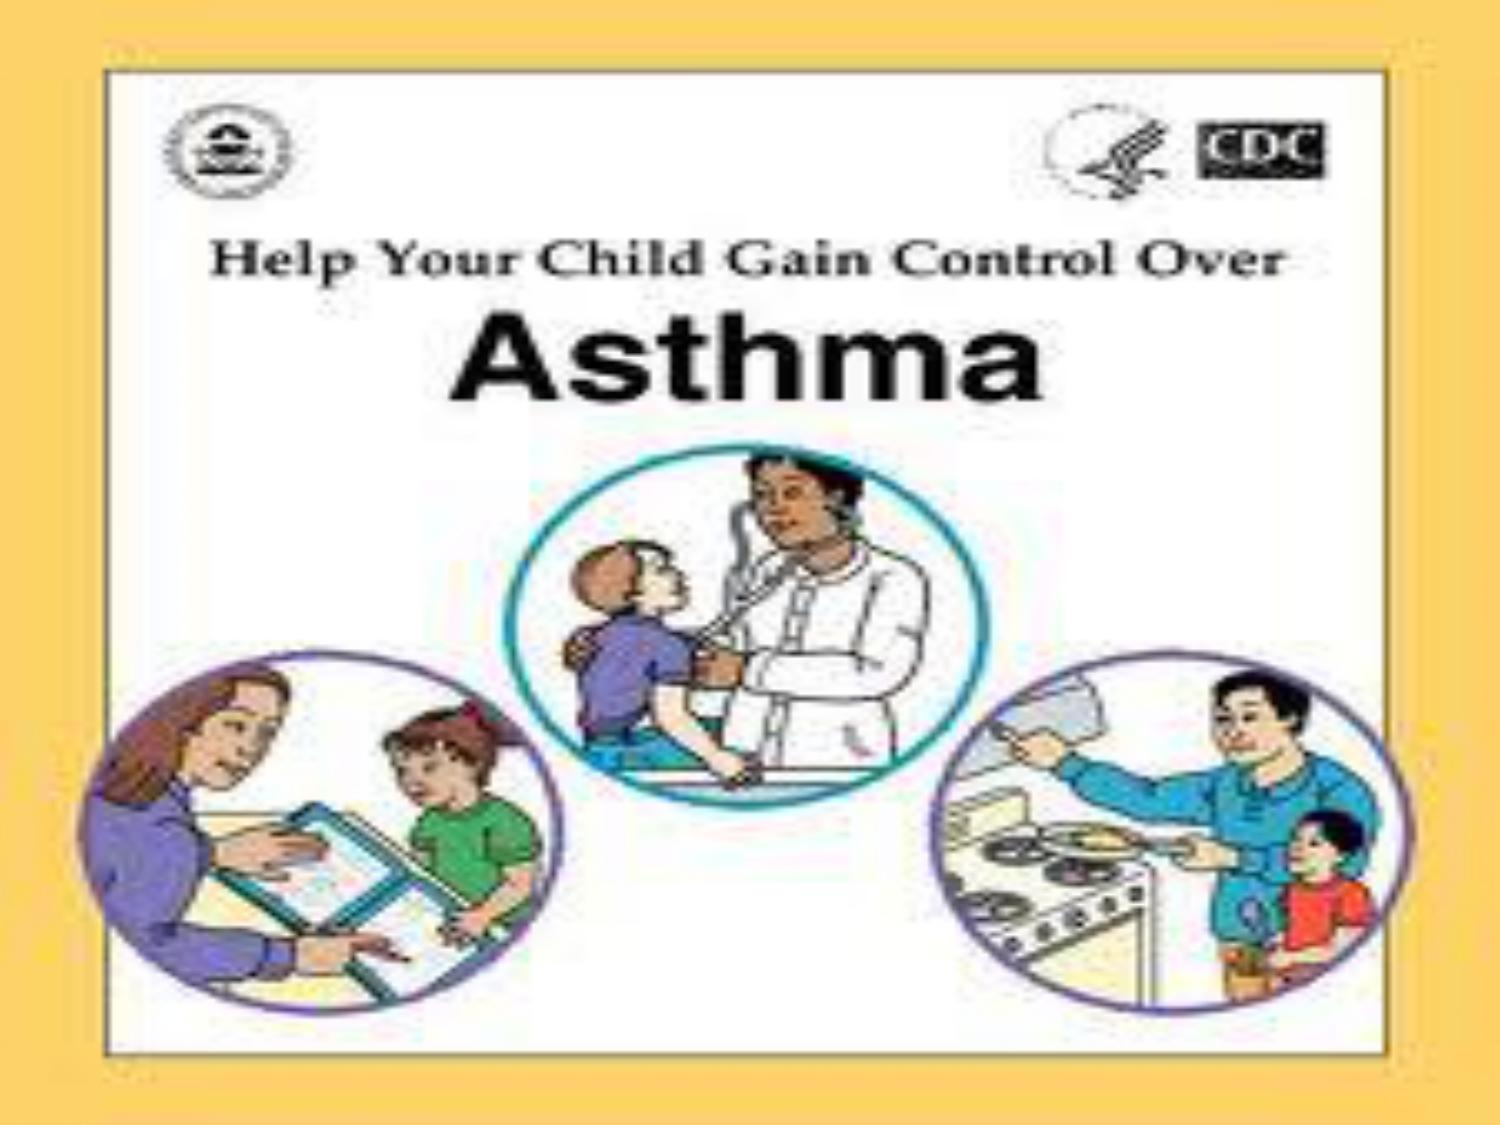 CDC
Help Your Child Gain Control Over
Asthma